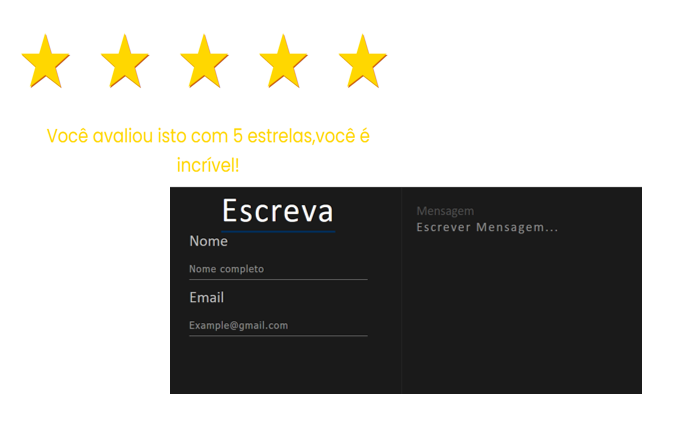 Você avaliou isto com 5 estrelas,você é
incrível!
Escreva
Nome
Nome completo
Email
Example@gmail.com
Mensagem
Escrever Mensagem...